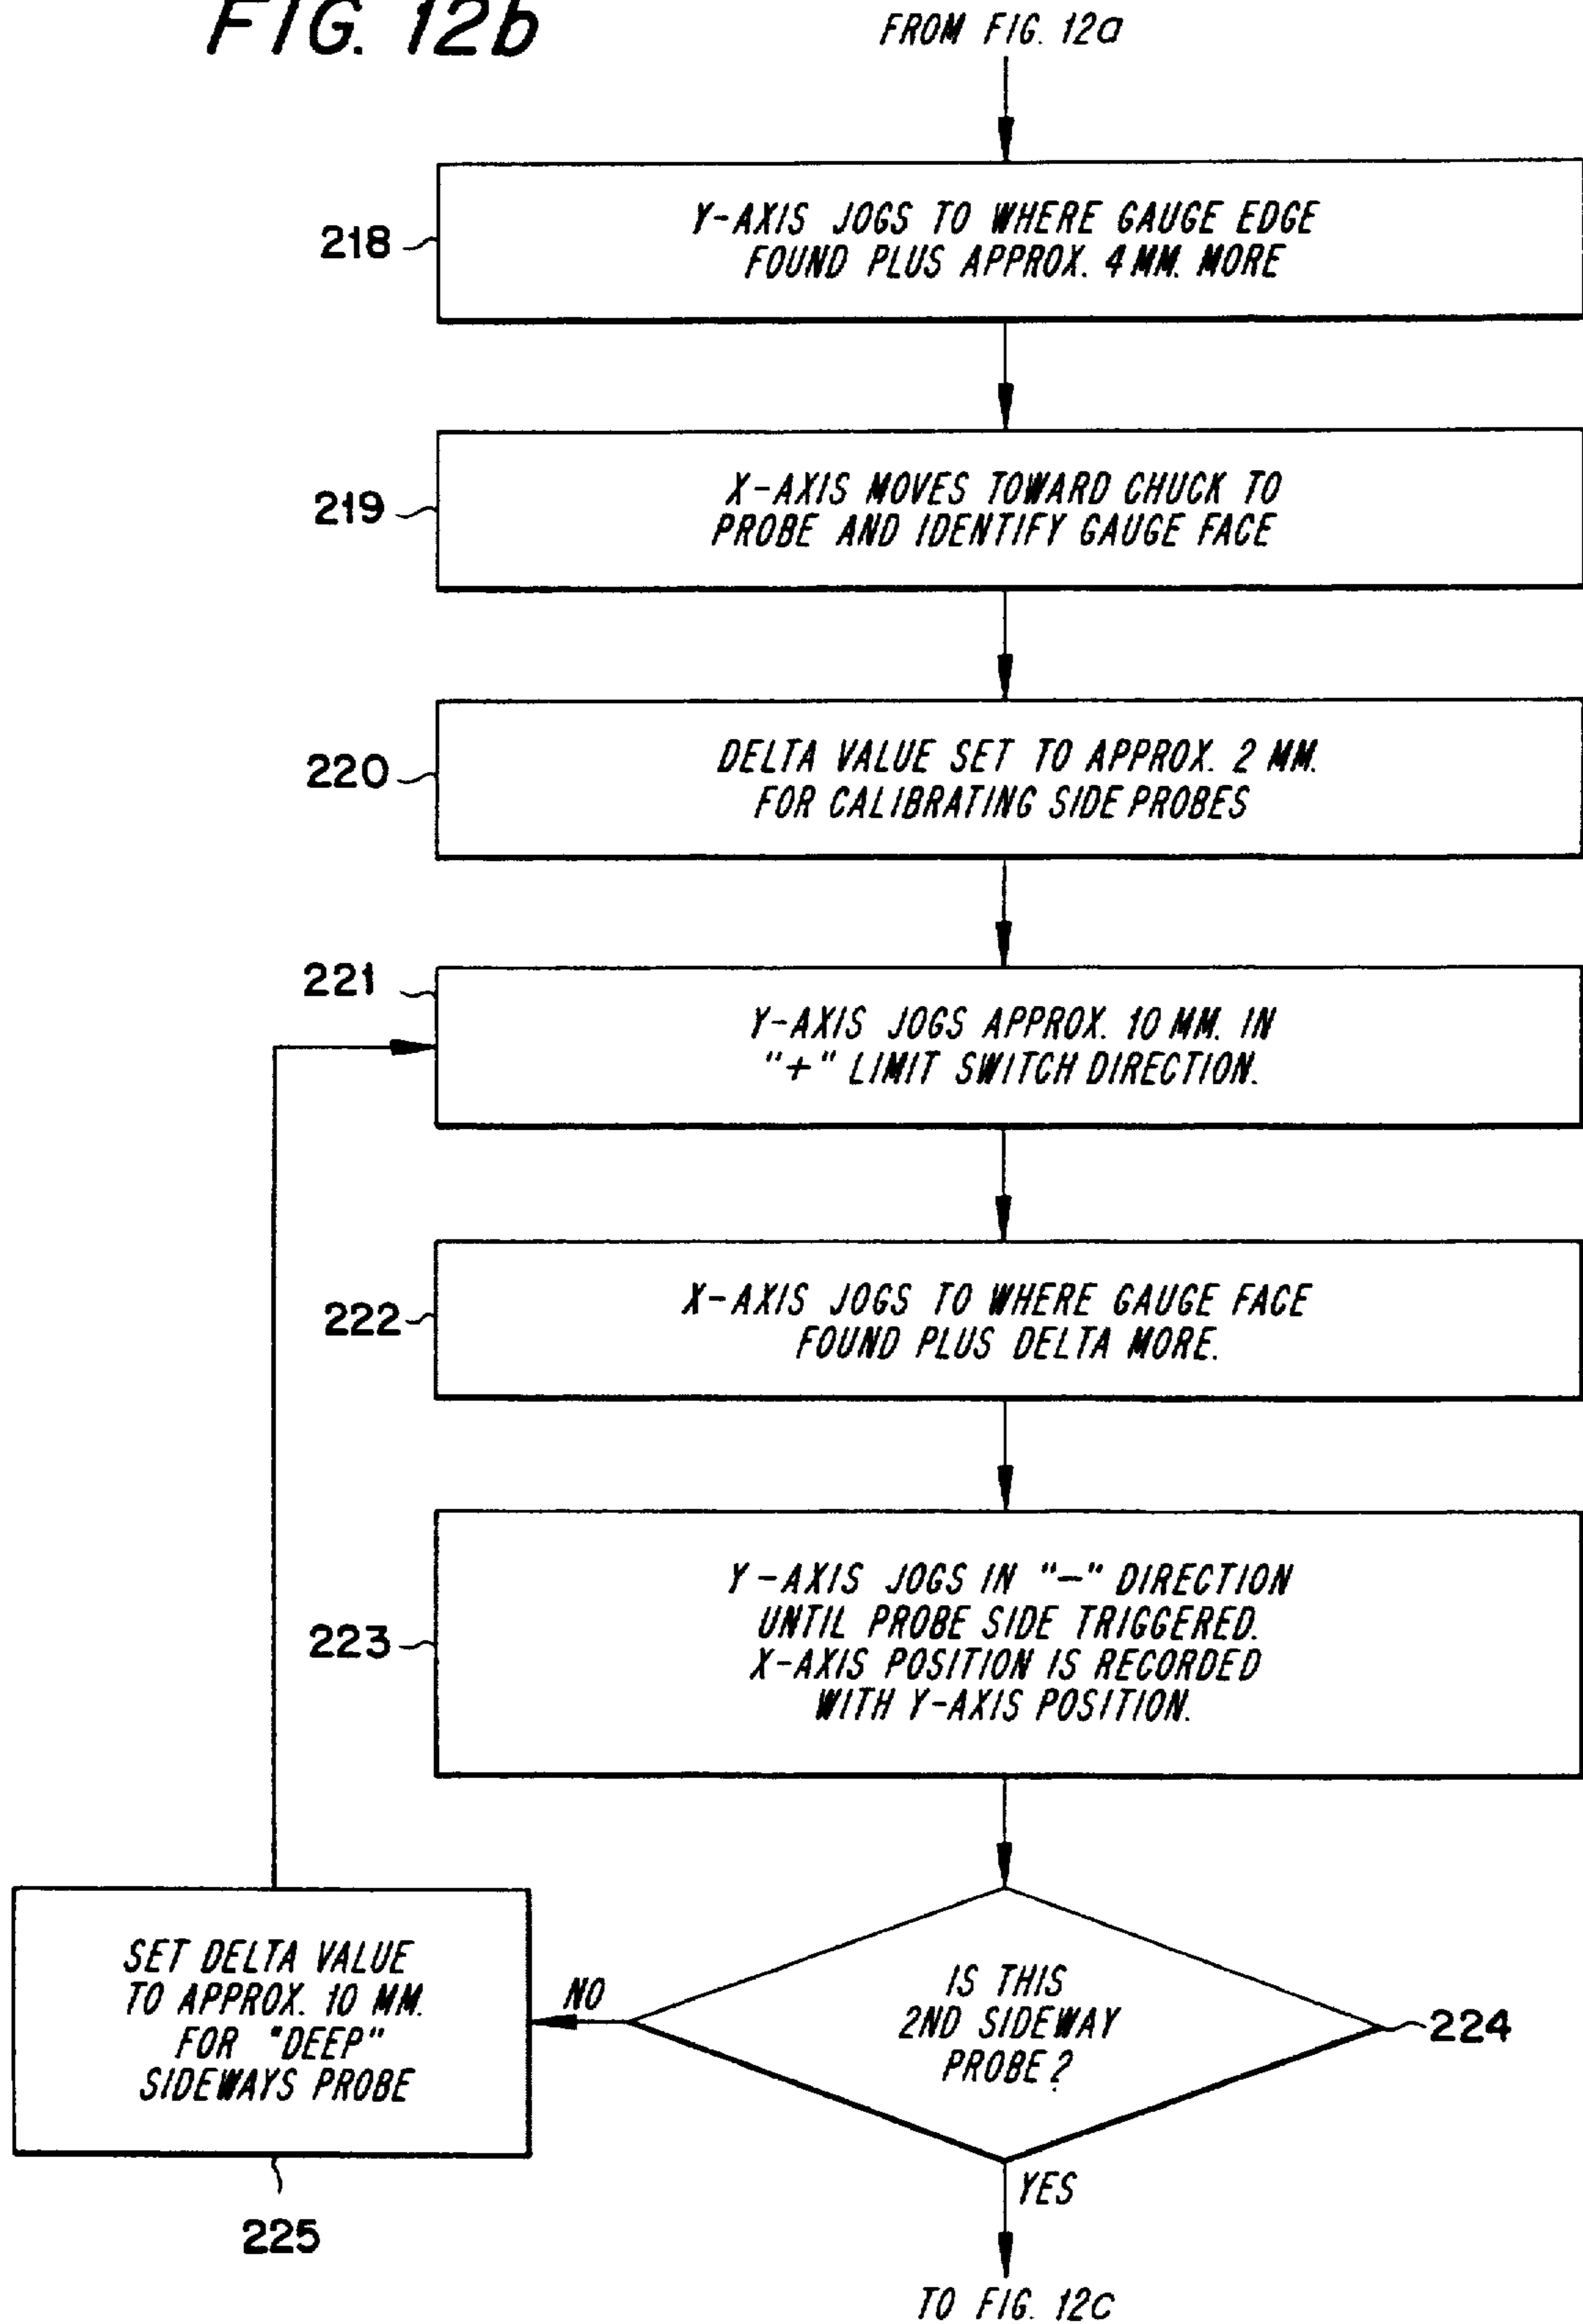 FIG. 12b
FROM FIG. 12a
218
Y-AXIS JOGS TO WHERE GAUGE EDGE
FOUND PLUS APPROX. 4 MM. MORE
219
X-AXIS MOVES TOWARD CHUCK TO
PROBE AND IDENTIFY GAUGE FACE
220
DELTA VALUE SET TO APPROX. 2 MM.
FOR CALIBRATING SIDE PROBES
221
Y-AXIS JOGS APPROX. 10 MM. IN
"+" LIMIT SWITCH DIRECTION.
222
X-AXIS JOGS TO WHERE GAUGE FACE
FOUND PLUS DELTA MORE.
223
Y-AXIS JOGS IN "-" DIRECTION
UNTIL PROBE SIDE TRIGGERED.
X-AXIS POSITION IS RECORDED
WITH Y-AXIS POSITION.
IS THIS
2ND SIDEWAY
PROBE?
224
NO
SET DELTA VALUE
TO APPROX. 10 MM.
FOR "DEEP"
SIDEWAYS PROBE
225
YES
TO FIG. 12c